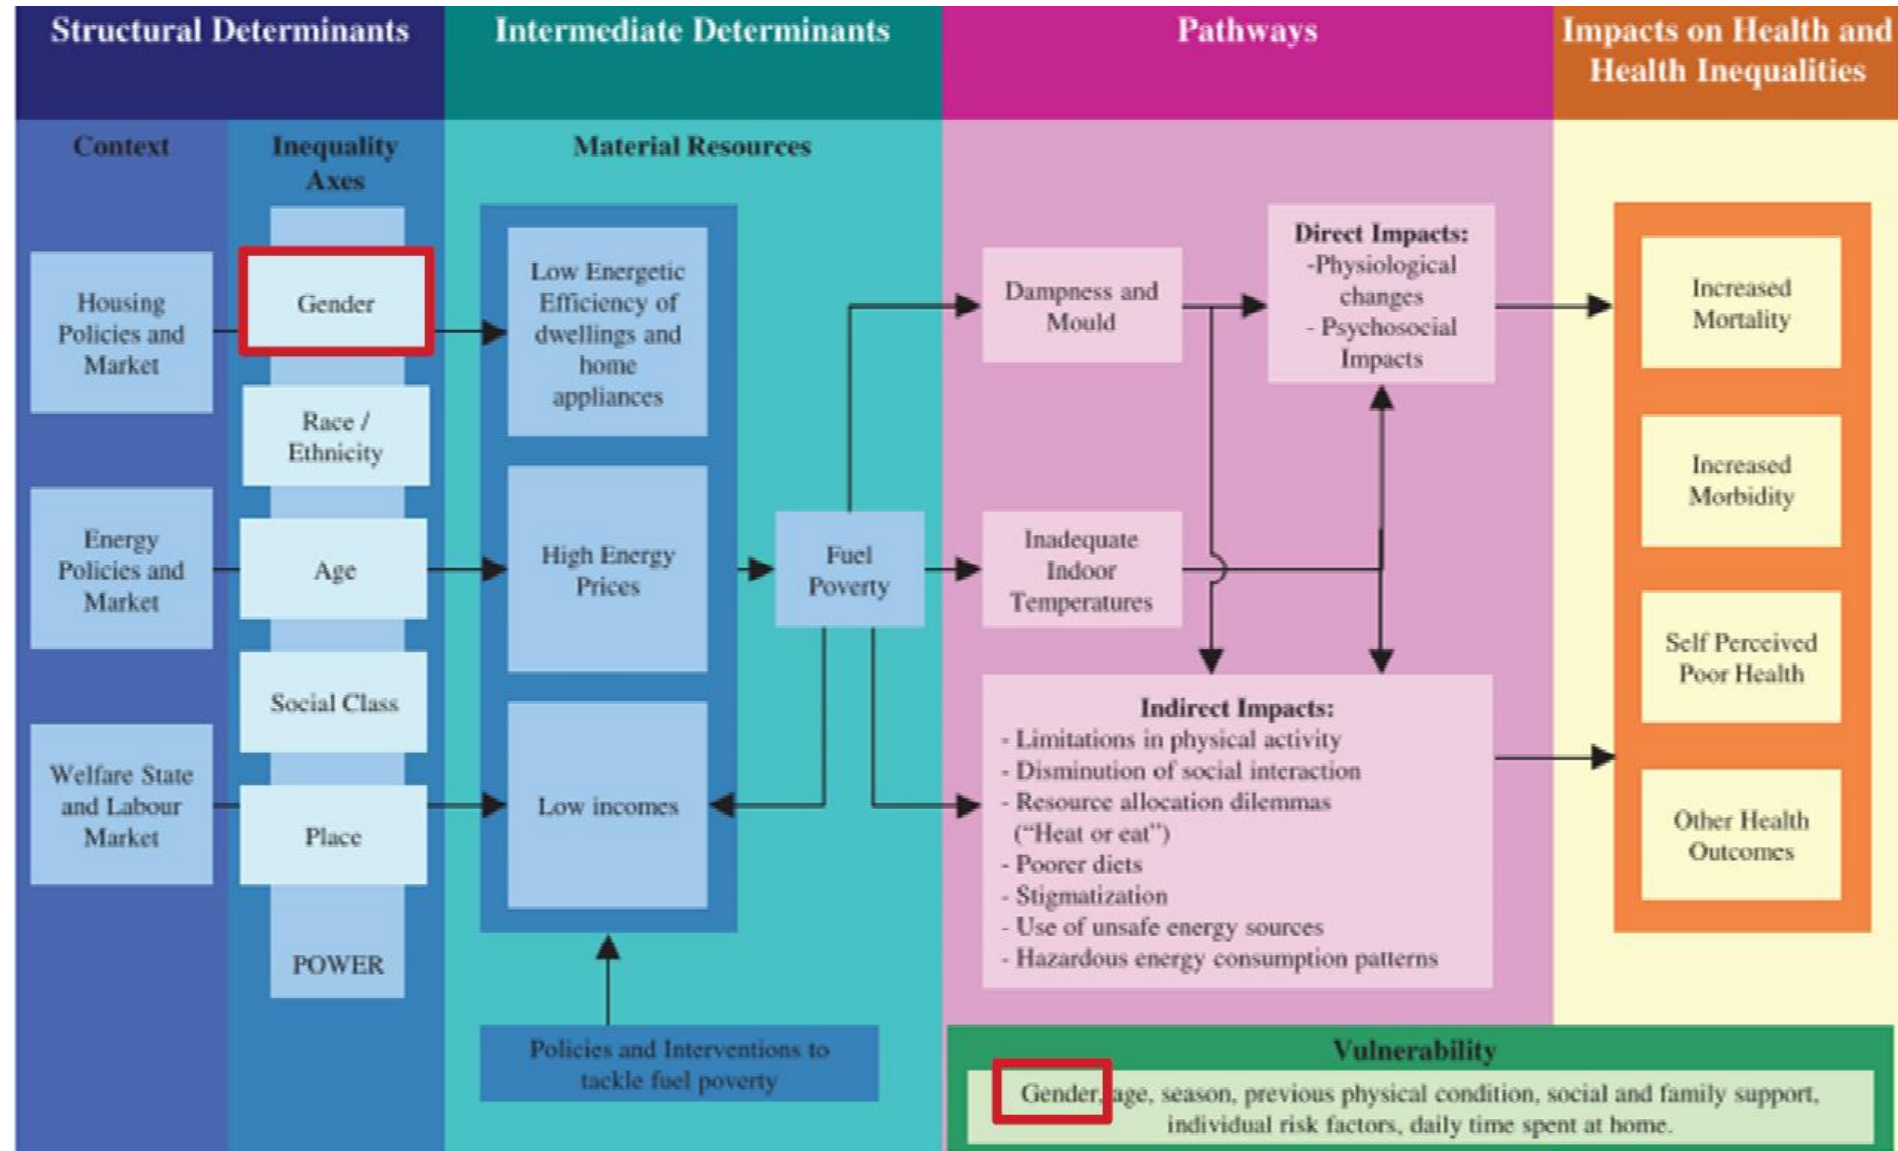 Structural Determinants
Intermediate Determinants
Pathways
Impacts on Health and
Health Inequalities
Context
Inequality
Axes
Material Resources
Housing
Policies and
Market
Energy
Policies and
Market
Welfare State
and Labour
Market
Gender
Race /
Ethnicity
Age
Social Class
Place
POWER
Low Energetic
Efficiency of
dwellings and
home
appliances
High Energy
Prices
Low incomes
Fuel
Poverty
Policies and Interventions to
tackle fuel poverty
Dampness and
Mould
Inadequate
Indoor
Temperatures
Direct Impacts:
-Physiological
changes
- Psychosocial
Impacts
Indirect Impacts:
- Limitations in physical activity
- Disminution of social interaction
- Resource allocation dilemmas
("Heat or eat")
- Poorer diets
- Stigmatization
- Use of unsafe energy sources
- Hazardous energy consumption patterns
Increased
Mortality
Increased
Morbidity
Self Perceived
Poor Health
Other Health
Outcomes
Vulnerability
Gender, age, season, previous physical condition, social and family support,
individual risk factors, daily time spent at home.